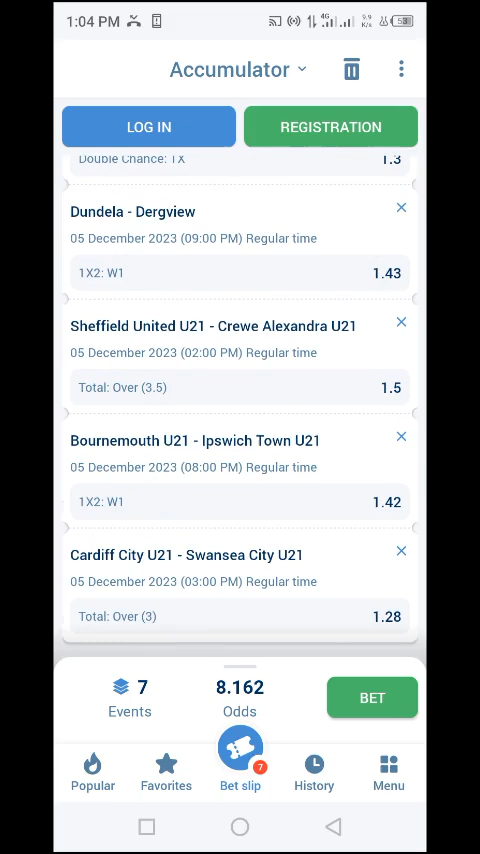 1:04 PM
4G
9.9
K/s
53
Accumulator
LOG IN
REGISTRATION
Double Chance: 1X
1.3
Dundela - Dergview
05 December 2023 (09:00 PM) Regular time
1X2: W1
1.43
Sheffield United U21 - Crewe Alexandra U21
05 December 2023 (02:00 PM) Regular time
Total: Over (3.5)
1.5
Bournemouth U21 - Ipswich Town U21
05 December 2023 (08:00 PM) Regular time
1X2: W1
1.42
Cardiff City U21 - Swansea City U21
05 December 2023 (03:00 PM) Regular time
Total: Over (3)
1.28
7
Events
8.162
Odds
BET
7
Popular
Favorites
Bet slip
History
Menu